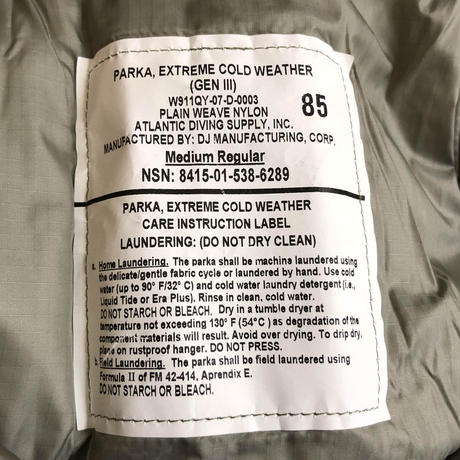 PARKA, EXTREME COLD WEATHER
(GEN III)
W911QY-07-D-0003
85
PLAIN WEAVE NYLON
ATLANTIC DIVING SUPPLY, INC.
MANUFACTURED BY: DJ MANUFACTURING, CORP.
Medium Regular
NSN: 8415-01-538-6289
PARKA, EXTREME COLD WEATHER
CARE INSTRUCTION LABEL
LAUNDERING: (DO NOT DRY CLEAN)
a. Home Laundering. The parka shall be machine laundered using
the delicate/gentle fabric cycle or laundered by hand. Use cold
water (up to 90° F/32° C) and cold water laundry detergent (i.e.,
Liquid Tide or Era Plus). Rinse in clean, cold water.
DO NOT STARCH OR BLEACH. Dry in a tumble dryer at
temperature not exceeding 130° F (54°C ) as degradation of the
component materials will result. Avoid over drying. To drip dry,
place on rustproof hanger. DO NOT PRESS.
b. Field Laundering. The parka shall be field laundered using
Formula II of FM 42-414, Aprendix E.
DO NOT STARCH OR BLEACH.